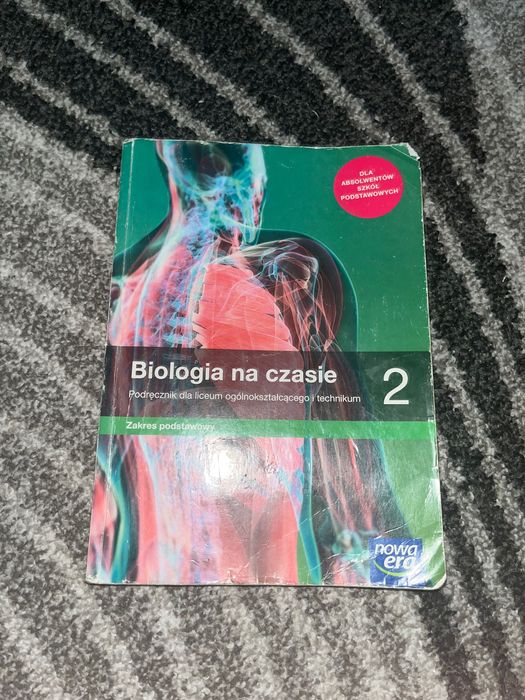 DLA
ABSOLWENTÓW
SZKÓŁ
PODSTAWOWYCH
Biologia na czasie 2
Podręcznik dla liceum ogólnokształcącego i technikum
Zakres podstawowy
nowa
era